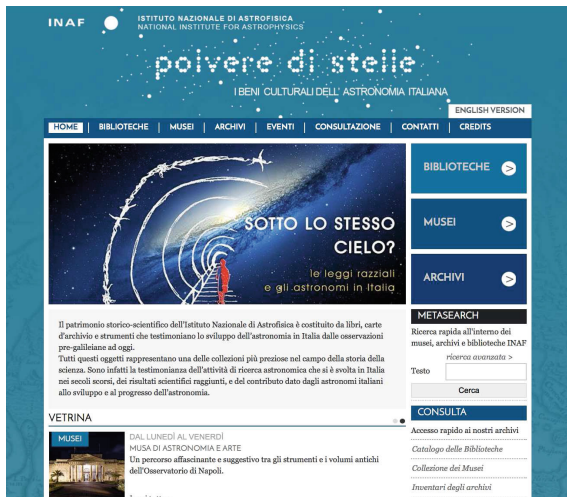 INAF
ISTITUTO NAZIONALE DI ASTROFISICA
NATIONAL INSTITUTE FOR ASTROPHYSICS
polvere di stelle
I BENI CULTURALI DELL' ASTRONOMIA ITALIANA
ENGLISH VERSION
HOME | BIBLIOTECHE | MUSEI | ARCHIVI | EVENTI | CONSULTAZIONE | CONTATTI | CREDITS
SOTTO LO STESSO
CIELO?
le leggi razziali
e gli astronomi in Italia
BIBLIOTECHE >
MUSEI >
ARCHIVI >
Il patrimonio storico-scientifico dell'Istituto Nazionale di Astrofisica è costituito da libri, carte
d'archivio e strumenti che testimoniano lo sviluppo dell'astronomia in Italia dalle osservazioni
pre-galileiane ad oggi.
Tutti questi oggetti rappresentano una delle collezioni più preziose nel campo della storia della
scienza. Sono infatti la testimonianza dell'attività di ricerca astronomica che si è svolta in Italia
nei secoli scorsi, dei risultati scientifici raggiunti, e del contributo dato dagli astronomi italiani
allo sviluppo e al progresso dell'astronomia.
METASEARCH
Ricerca rapida all'interno dei
musei, archivi e biblioteche INAF
ricerca avanzata >
Testo
Cerca
VETRINA
MUSEI
DAL LUNEDÌ AL VENERDÌ
MUSA DI ASTRONOMIA E ARTE
Un percorso affascinante e suggestivo tra gli strumenti e i volumi antichi
dell'Osservatorio di Napoli.
CONSULTA
Accesso rapido ai nostri archivi
Catalogo delle Biblioteche
Collezione dei Musei
Inventari degli archivi